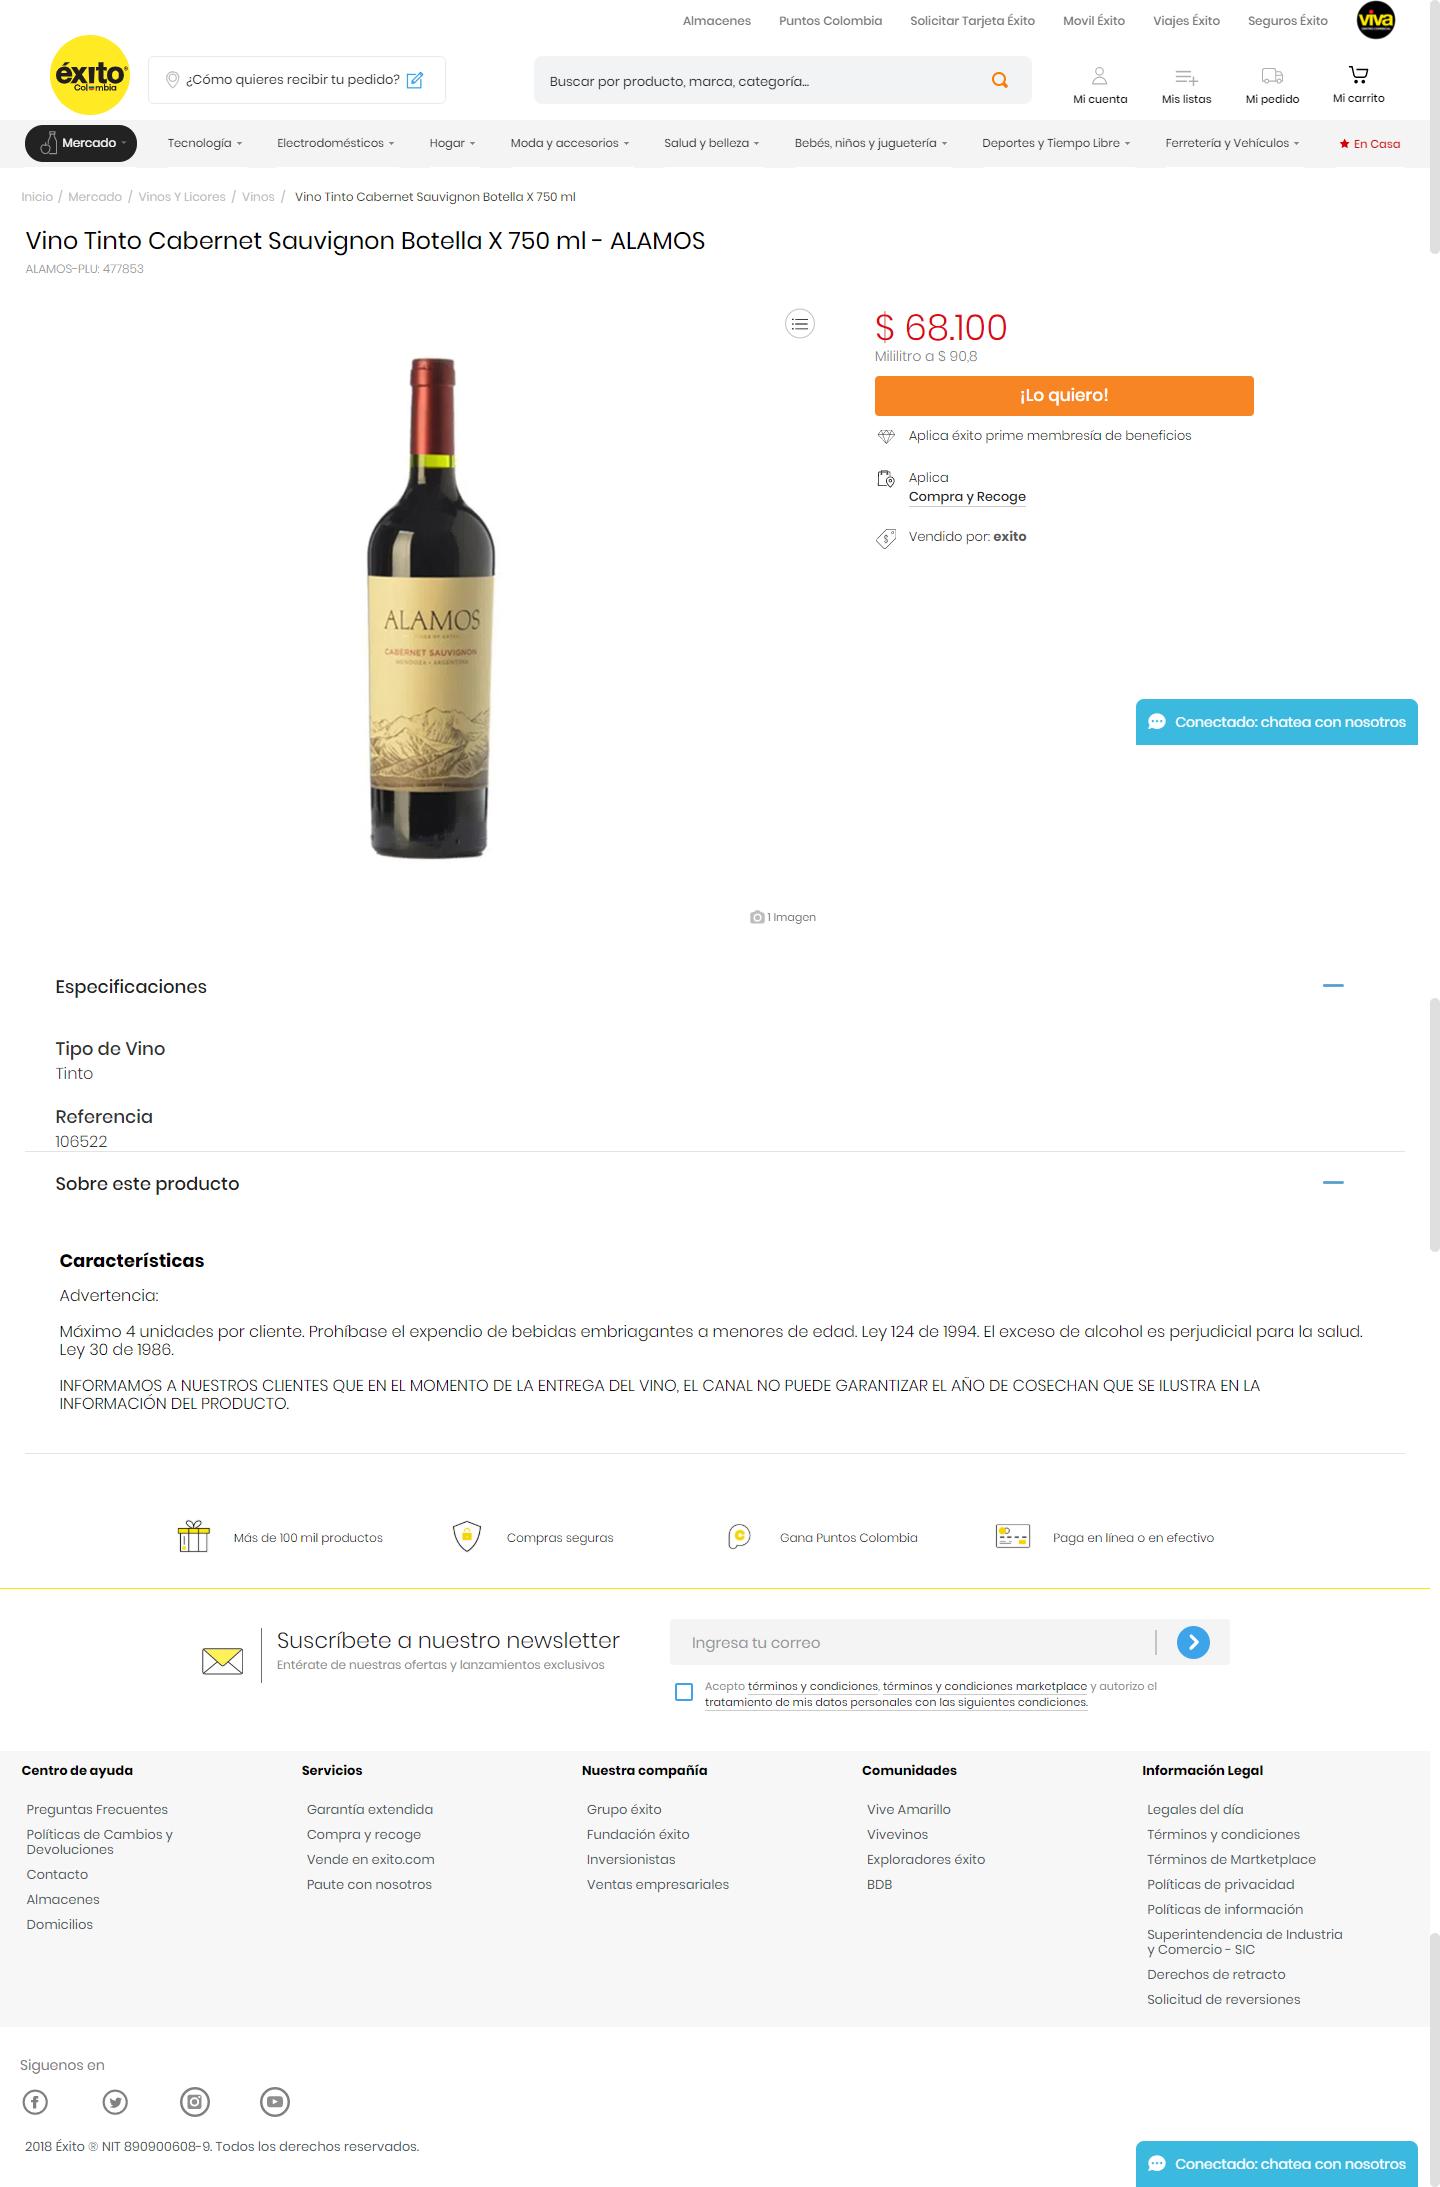 Almacenes Puntos Colombia Solicitar Tarjeta Éxito Movil Éxito Viajes Éxito Seguros Éxito viva
éxito
Colombia
¿Cómo quieres recibir tu pedido?
Buscar por producto, marca, categoría...
Mi cuenta Mis listas Mi pedido Mi carrito
Mercado Tecnología Electrodomésticos Hogar Moda y accesorios Salud y belleza Bebés, niños y juguetería Deportes y Tiempo Libre Ferretería y Vehículos En Casa
Inicio / Mercado / Vinos Y Licores / Vinos / Vino Tinto Cabernet Sauvignon Botella X 750 ml
Vino Tinto Cabernet Sauvignon Botella X 750 ml - ALAMOS
ALAMOS-PLU: 477853
$ 68.100
Mililitro a $ 90,8
¡Lo quiero!
Aplica éxito prime membresía de beneficios
Aplica
Compra y Recoge
Vendido por: exito
ALAMOS
CABERNET SAUVIGNON
MENDOZA • ARGENTINA
Conectado: chatea con nosotros
1 Imagen
Especificaciones
Tipo de Vino
Tinto
Referencia
106522
Sobre este producto
Características
Advertencia:
Máximo 4 unidades por cliente. Prohíbase el expendio de bebidas embriagantes a menores de edad. Ley 124 de 1994. El exceso de alcohol es perjudicial para la salud.
Ley 30 de 1986.
INFORMAMOS A NUESTROS CLIENTES QUE EN EL MOMENTO DE LA ENTREGA DEL VINO, EL CANAL NO PUEDE GARANTIZAR EL AÑO DE COSECHAN QUE SE ILUSTRA EN LA
INFORMACIÓN DEL PRODUCTO.
Más de 100 mil productos Compras seguras Gana Puntos Colombia Paga en línea o en efectivo
Suscríbete a nuestro newsletter
Entérate de nuestras ofertas y lanzamientos exclusivos
Ingresa tu correo
Acepto términos y condiciones, términos y condiciones marketplace y autorizo el
tratamiento de mis datos personales con las siguientes condiciones.
Centro de ayuda
Preguntas Frecuentes
Políticas de Cambios y
Devoluciones
Contacto
Almacenes
Domicilios
Servicios
Garantía extendida
Compra y recoge
Vende en exito.com
Paute con nosotros
Nuestra compañía
Grupo éxito
Fundación éxito
Inversionistas
Ventas empresariales
Comunidades
Vive Amarillo
Vivevinos
Exploradores éxito
BDB
Información Legal
Legales del día
Términos y condiciones
Términos de Martketplace
Políticas de privacidad
Políticas de información
Superintendencia de Industria
y Comercio - SIC
Derechos de retracto
Solicitud de reversiones
Siguenos en
2018 Éxito ® NIT 890900608-9. Todos los derechos reservados.
Conectado: chatea con nosotros